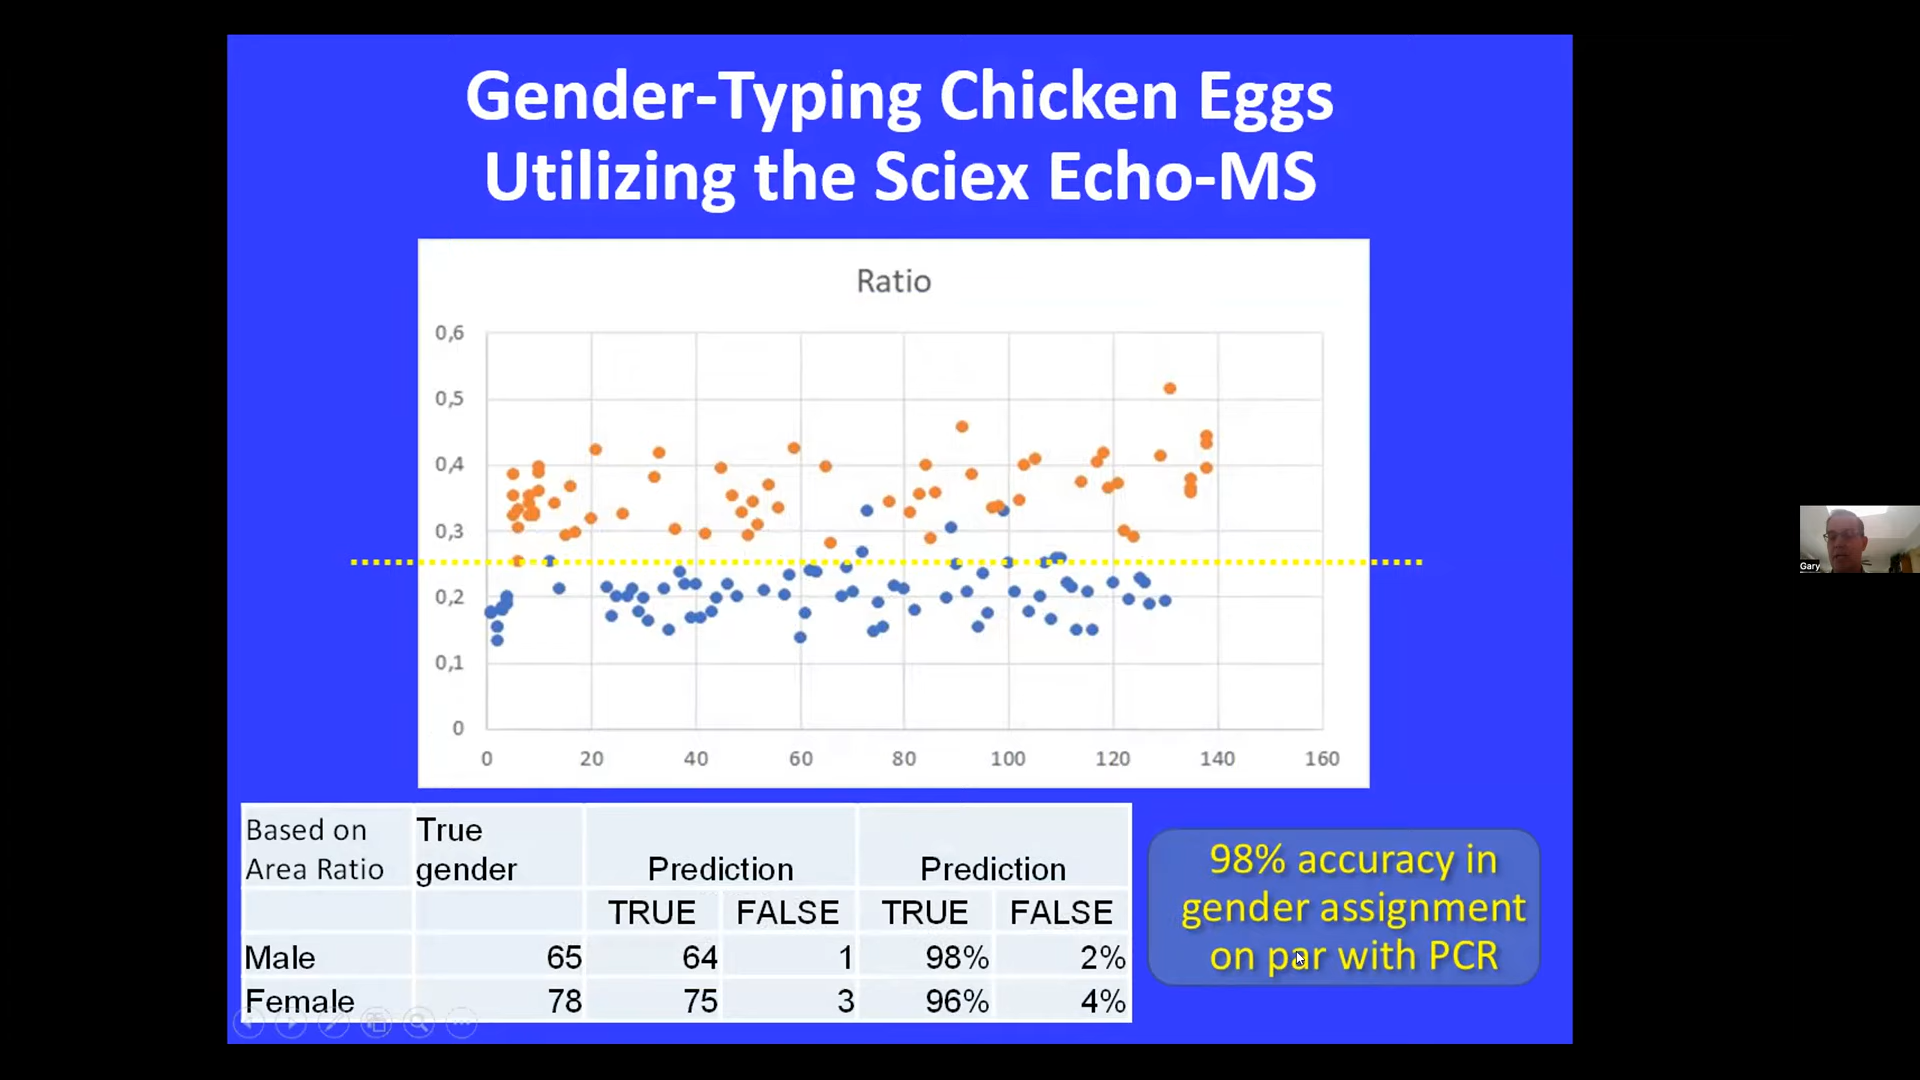 Gender-Typing Chicken Eggs
Utilizing the Sciex Echo-MS
Ratio
0,6
0,5
0,4
0,3
0,2
0,1
0
0 20 40 60 80 100 120 140 160
Based on Area Ratio True gender Prediction Prediction
TRUE FALSE TRUE FALSE
Male 65 64 1 98% 2%
Female 78 75 3 96% 4%
98% accuracy in
gender assignment
on par with PCR
Gary